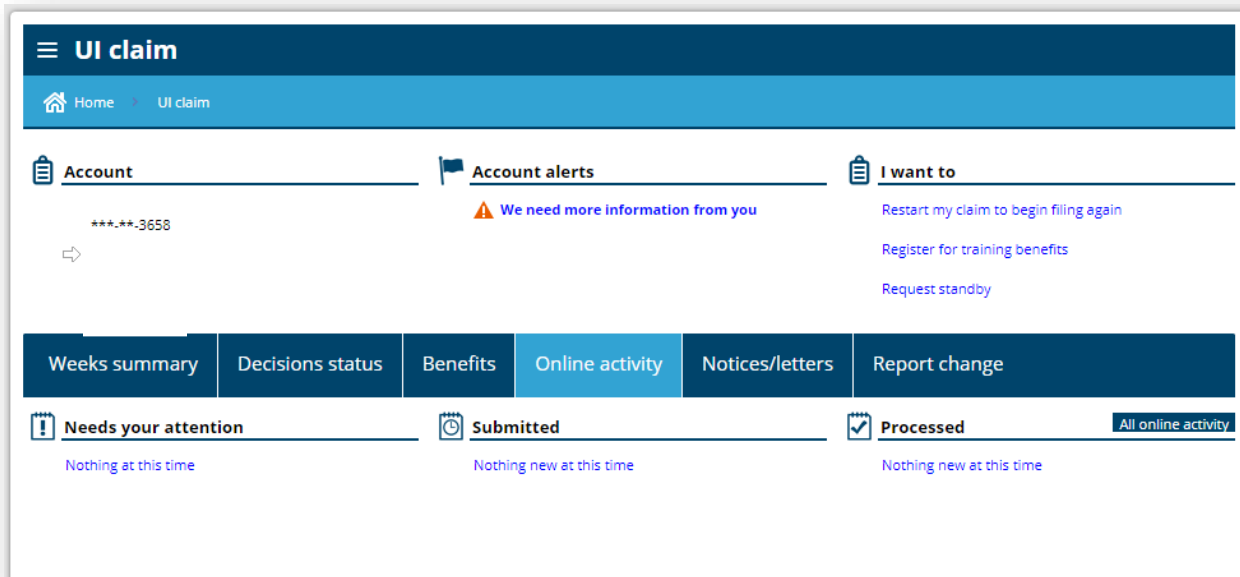 UI claim
Home UI claim
Account
***-**-3658
Account alerts
We need more information from you
I want to
Restart my claim to begin filing again
Register for training benefits
Request standby
Weeks summary Decisions status Benefits Online activity Notices/letters Report change
Needs your attention
Nothing at this time
Submitted
Nothing new at this time
Processed
All online activity
Nothing new at this time